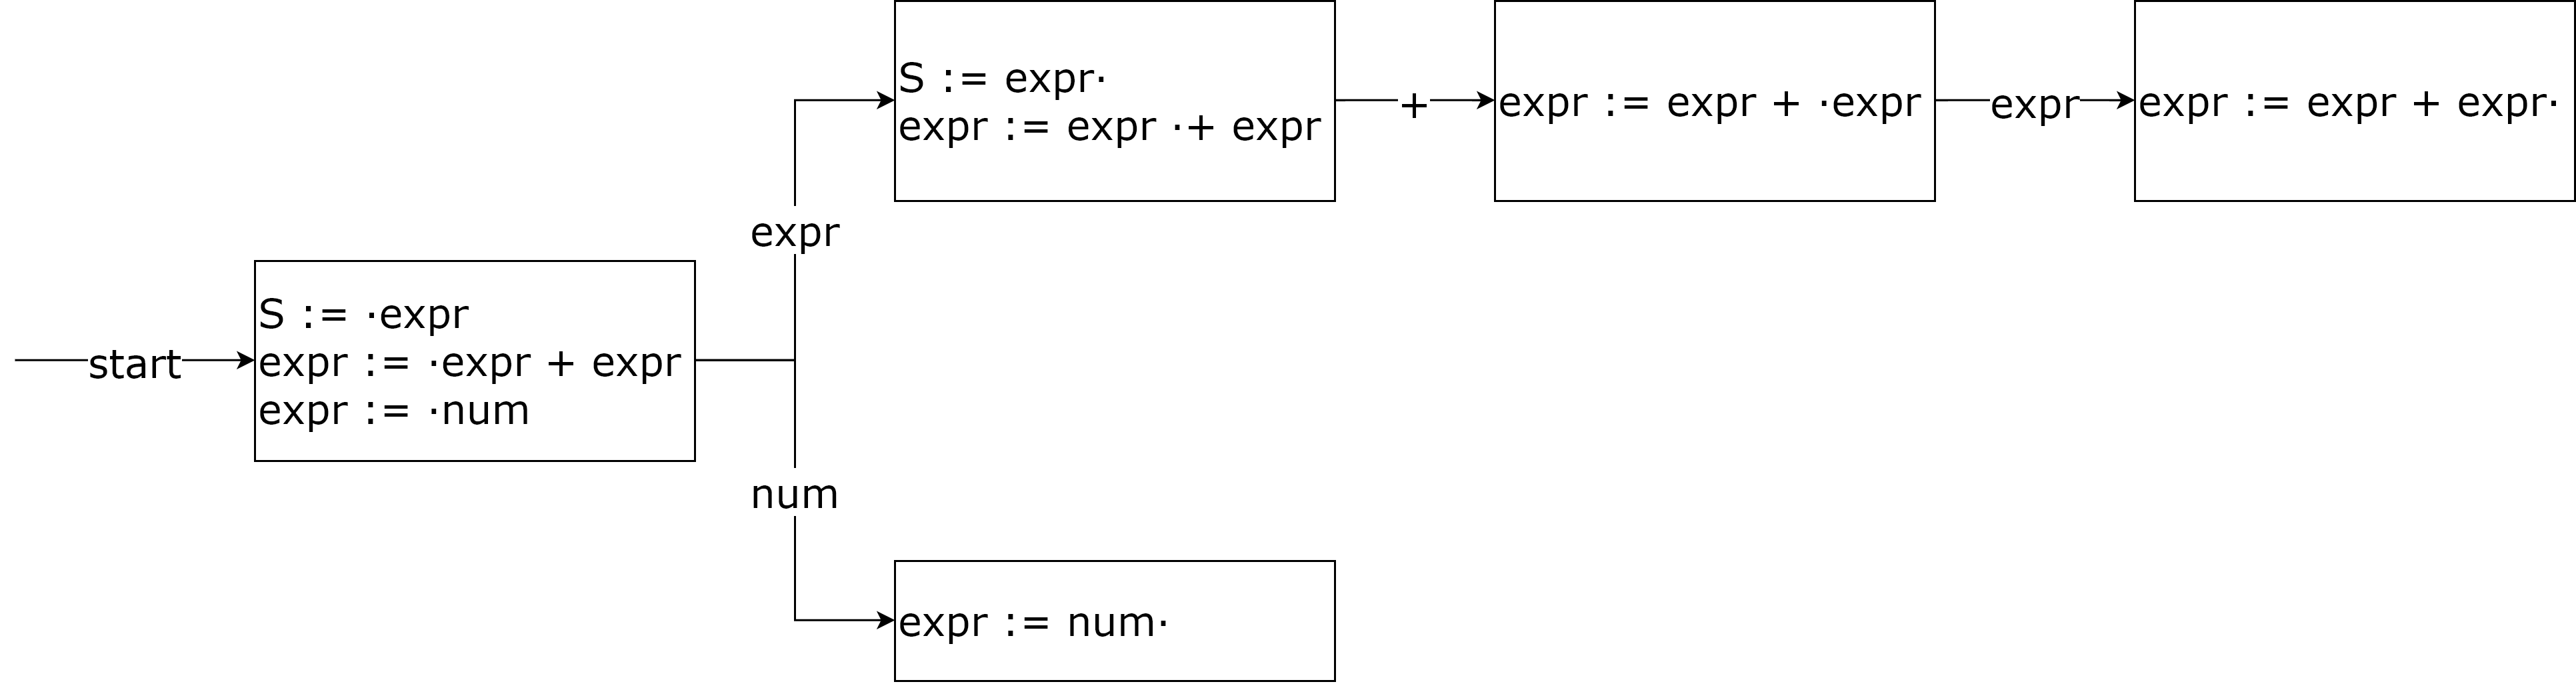 S := expr·
expr := expr ·+ expr
+
expr := expr + ·expr
expr
expr := expr + expr·
expr
start
S := ·expr
expr := ·expr + expr
expr := ·num
num
expr := num·